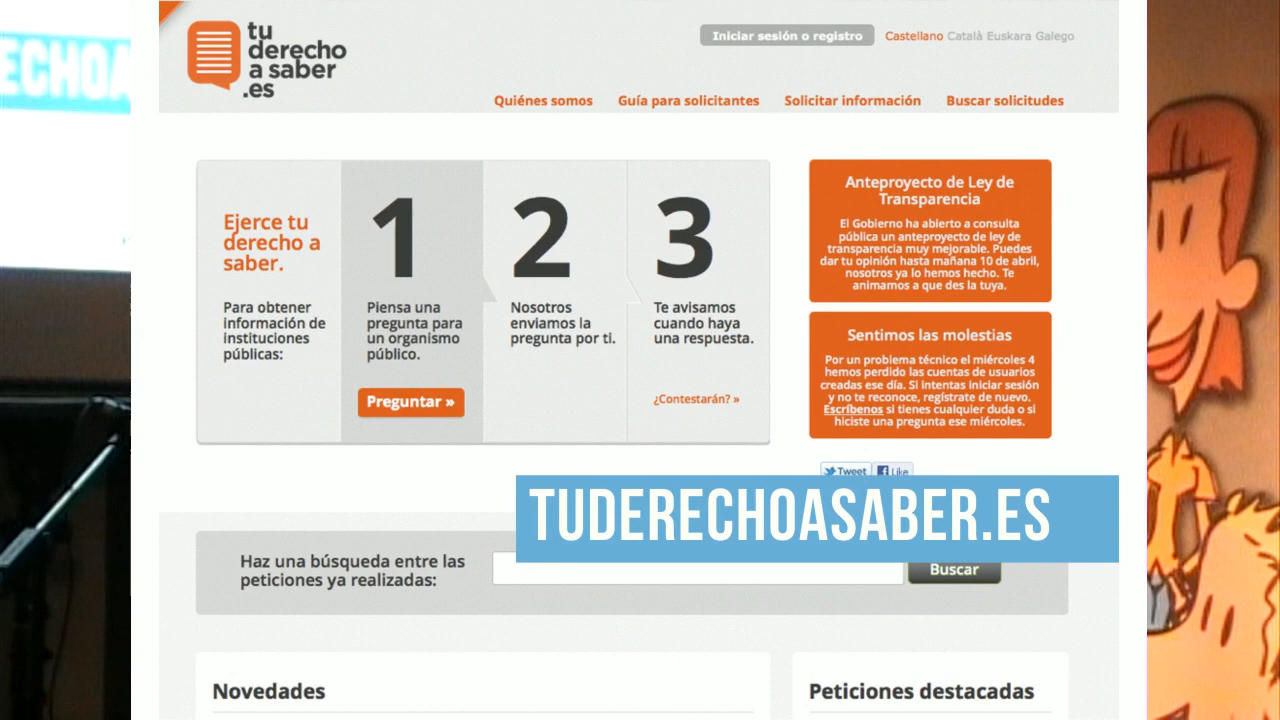 ECHOA
tu
derecho
a saber
.es
Iniciar sesión o registro
Castellano Català Euskara Galego
Quiénes somos Guía para solicitantes Solicitar información Buscar solicitudes
Ejerce tu
derecho a
saber.
Para obtener
información de
instituciones
públicas:
1
Piensa una
pregunta para
un organismo
público.
Preguntar »
2
Nosotros
enviamos la
pregunta por ti.
3
Te avisamos
cuando haya
una respuesta.
¿Contestarán? »
Anteproyecto de Ley de
Transparencia
El Gobierno ha abierto a consulta
pública un anteproyecto de ley de
transparencia muy mejorable. Puedes
dar tu opinión hasta mañana 10 de abril,
nosotros ya lo hemos hecho. Te
animamos a que des la tuya.
Sentimos las molestias
Por un problema técnico el miércoles 4
hemos perdido las cuentas de usuarios
creadas ese día. Si intentas iniciar sesión
y no te reconoce, regístrate de nuevo.
Escríbenos si tienes cualquier duda o si
hiciste una pregunta ese miércoles.
Tweet Like
TUDERECHOASABER.ES
Haz una búsqueda entre las
peticiones ya realizadas:
Buscar
Novedades
Peticiones destacadas